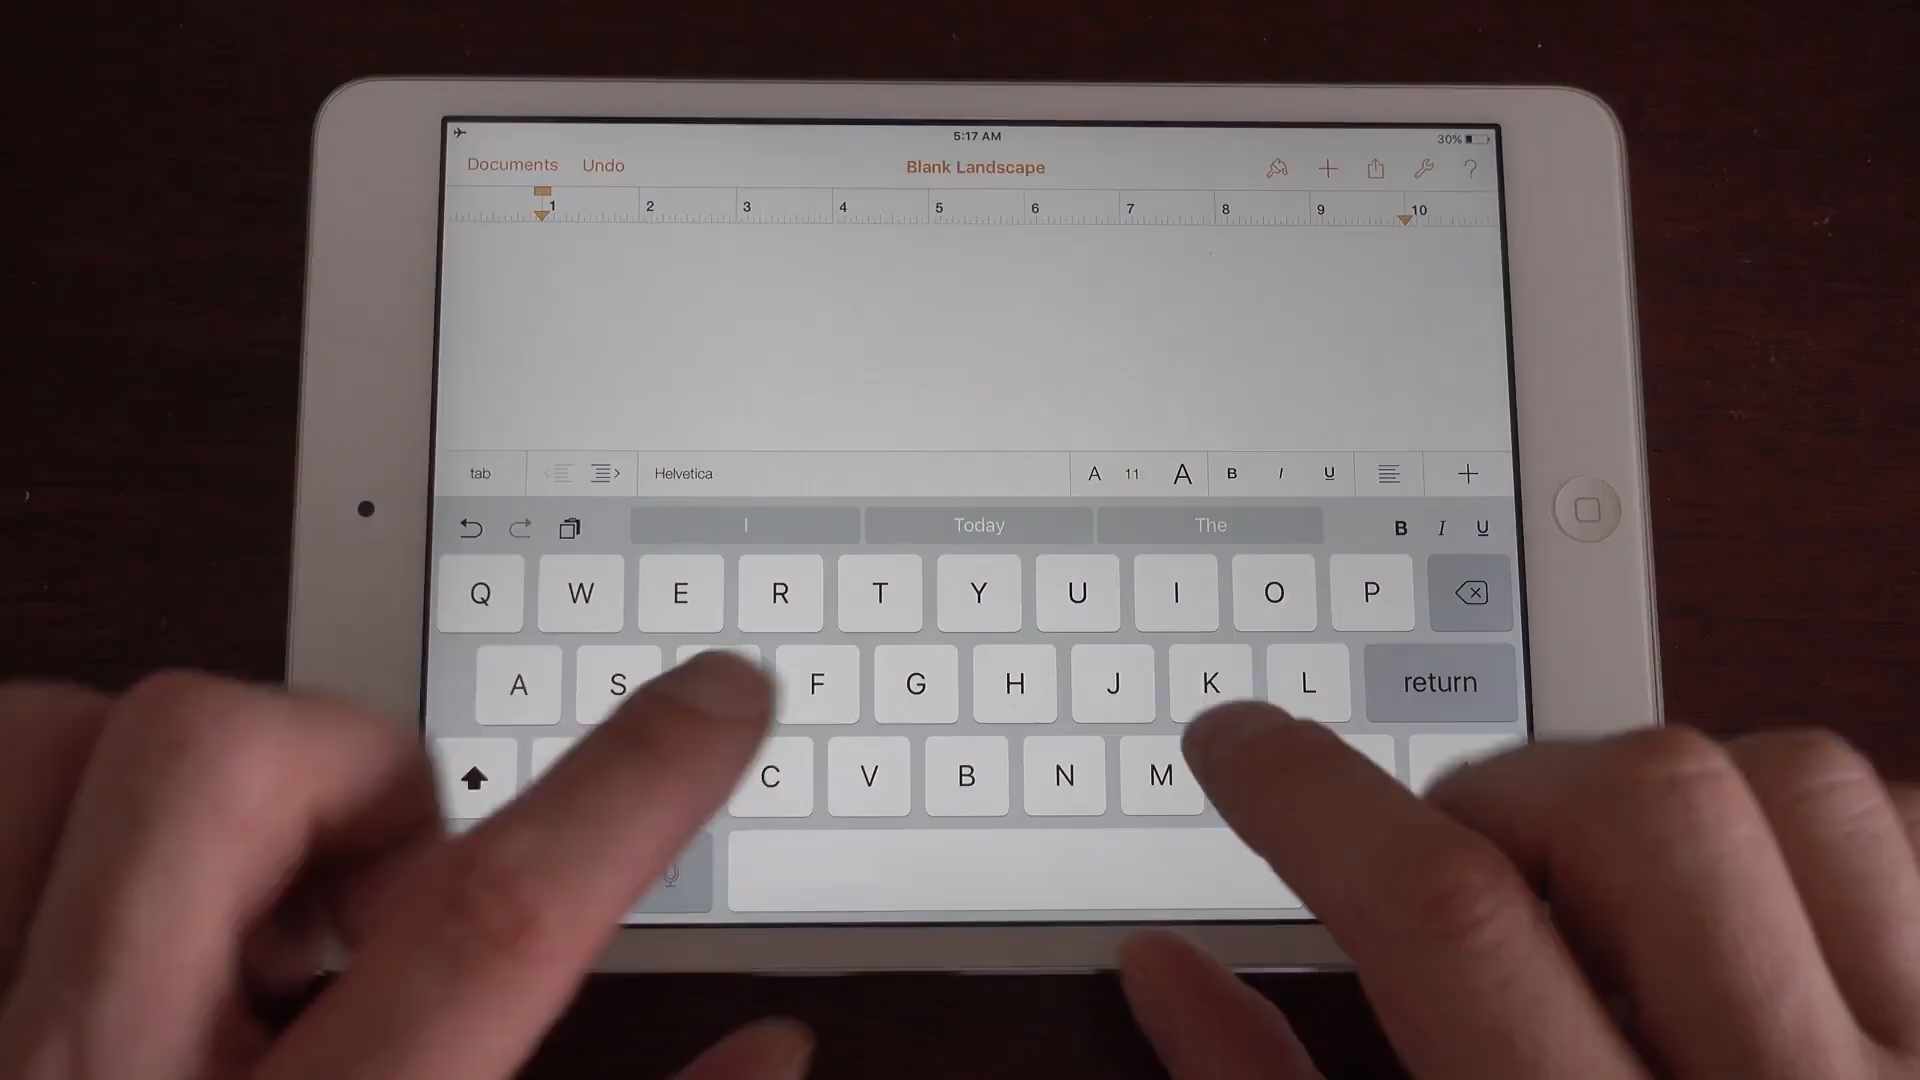 5:17 AM 30%
Documents Undo Blank Landscape ?
1 2 3 4 5 6 7 8 9 10
tab Helvetica A 11 A B I U
I Today The B I U
Q W E R T Y U I O P
A S F G H J K L return
C V B N M